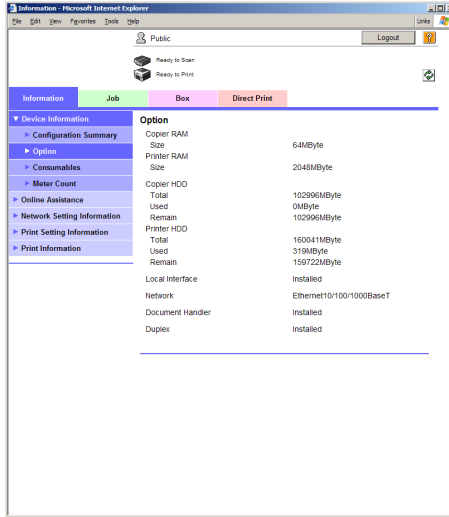 Information - Microsoft Internet Explorer
File Edit View Favorites Tools Help Links
Public Logout ?
Ready to Scan
Ready to Print
Information Job Box Direct Print
Device Information
Configuration Summary
Option
Consumables
Meter Count
Online Assistance
Network Setting Information
Print Setting Information
Print Information
Option
Copier RAM
Size 64MByte
Printer RAM
Size 2048MByte
Copier HDD
Total 102996MByte
Used 0MByte
Remain 102996MByte
Printer HDD
Total 160041MByte
Used 319MByte
Remain 159722MByte
Local Interface Installed
Network Ethernet10/100/1000BaseT
Document Handler Installed
Duplex Installed